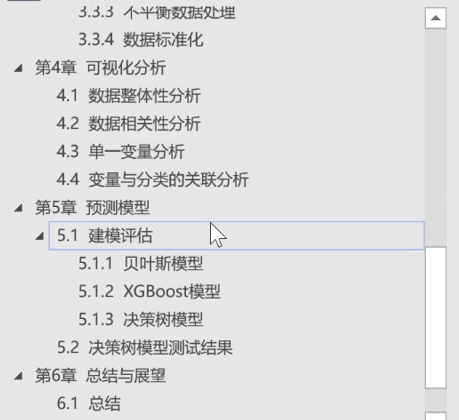 3.3.3 不平衡数据处理
3.3.4 数据标准化
第4章 可视化分析
4.1 数据整体性分析
4.2 数据相关性分析
4.3 单一变量分析
4.4 变量与分类的关联分析
第5章 预测模型
5.1 建模评估
5.1.1 贝叶斯模型
5.1.2 XGBoost模型
5.1.3 决策树模型
5.2 决策树模型测试结果
第6章 总结与展望
6.1 总结